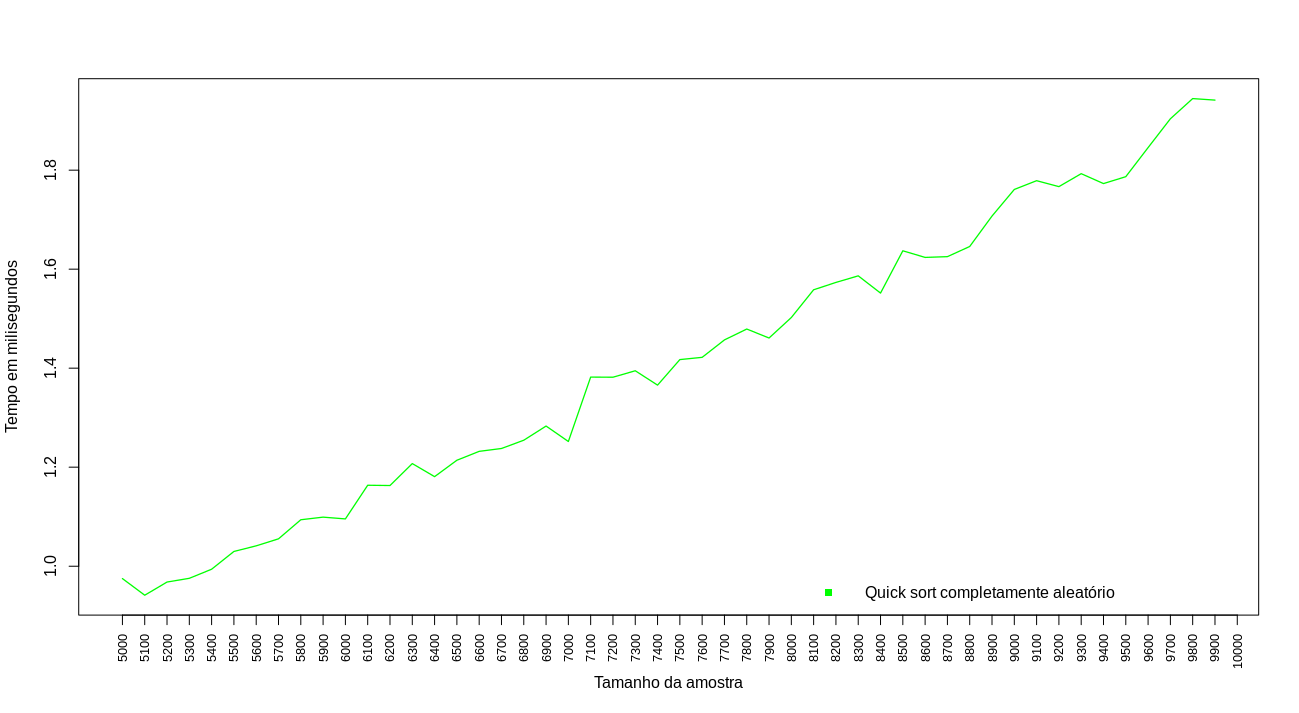 Tempo em milisegundos
1.8
1.6
1.4
1.2
1.0
Quick sort completamente aleatório
5000 5100 5200 5300 5400 5500 5600 5700 5800 5900 6000 6100 6200 6300 6400 6500 6600 6700 6800 6900 7000 7100 7200 7300 7400 7500 7600 7700 7800 7900 8000 8100 8200 8300 8400 8500 8600 8700 8800 8900 9000 9100 9200 9300 9400 9500 9600 9700 9800 9900 10000
Tamanho da amostra